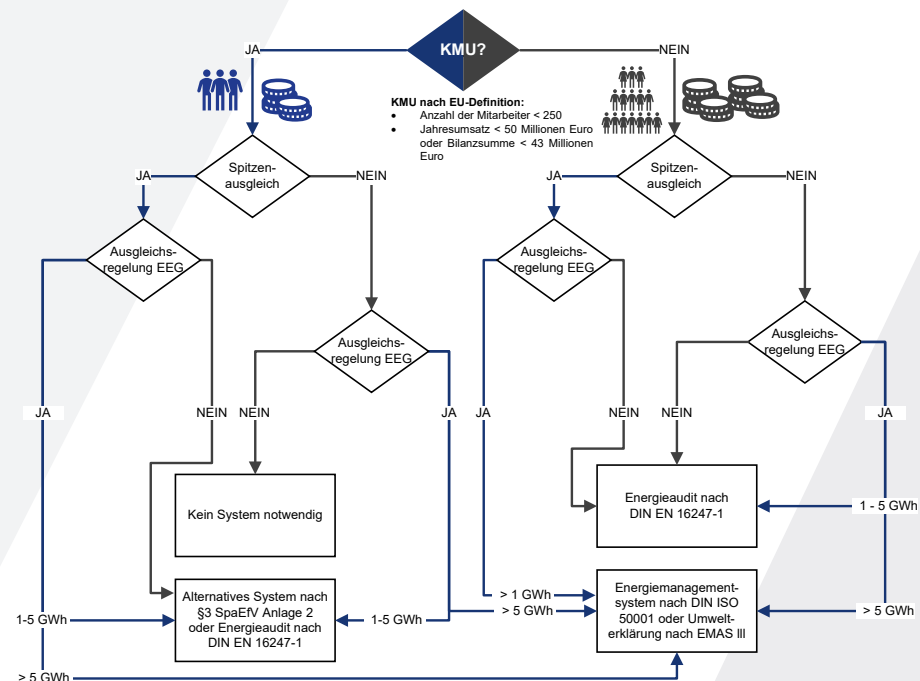 KMU?
JA
NEIN
KMU nach EU-Definition:
• Anzahl der Mitarbeiter < 250
• Jahresumsatz < 50 Millionen Euro
oder Bilanzsumme < 43 Millionen
Euro
Spitzen-
ausgleich
JA
NEIN
Spitzen-
ausgleich
JA
NEIN
Ausgleichs-
regelung EEG
Ausgleichs-
regelung EEG
Ausgleichs-
regelung EEG
Ausgleichs-
regelung EEG
JA
NEIN
NEIN
JA
JA
NEIN
NEIN
JA
Kein System notwendig
Energieaudit nach
DIN EN 16247-1
1 - 5 GWh
Alternatives System nach
§3 SpaEfV Anlage 2
oder Energieaudit nach
DIN EN 16247-1
1-5 GWh
1-5 GWh
> 1 GWh
> 5 GWh
Energiemanagement-
system nach DIN ISO
50001 oder Umwelt-
erklärung nach EMAS III
> 5 GWh
> 5 GWh